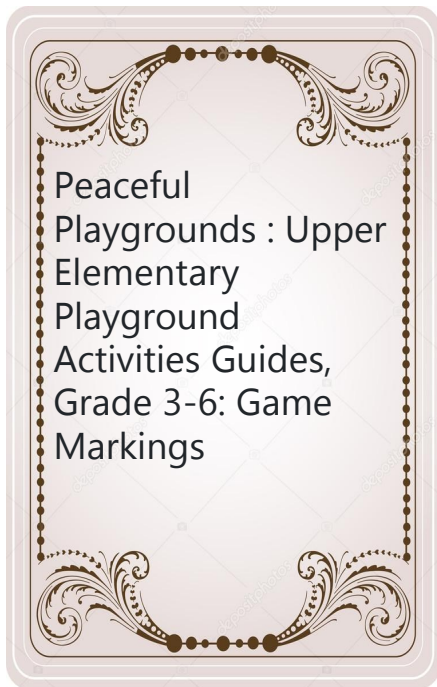 Peaceful
Playgrounds : Upper
Elementary
Playground
Activities Guides,
Grade 3-6: Game
Markings